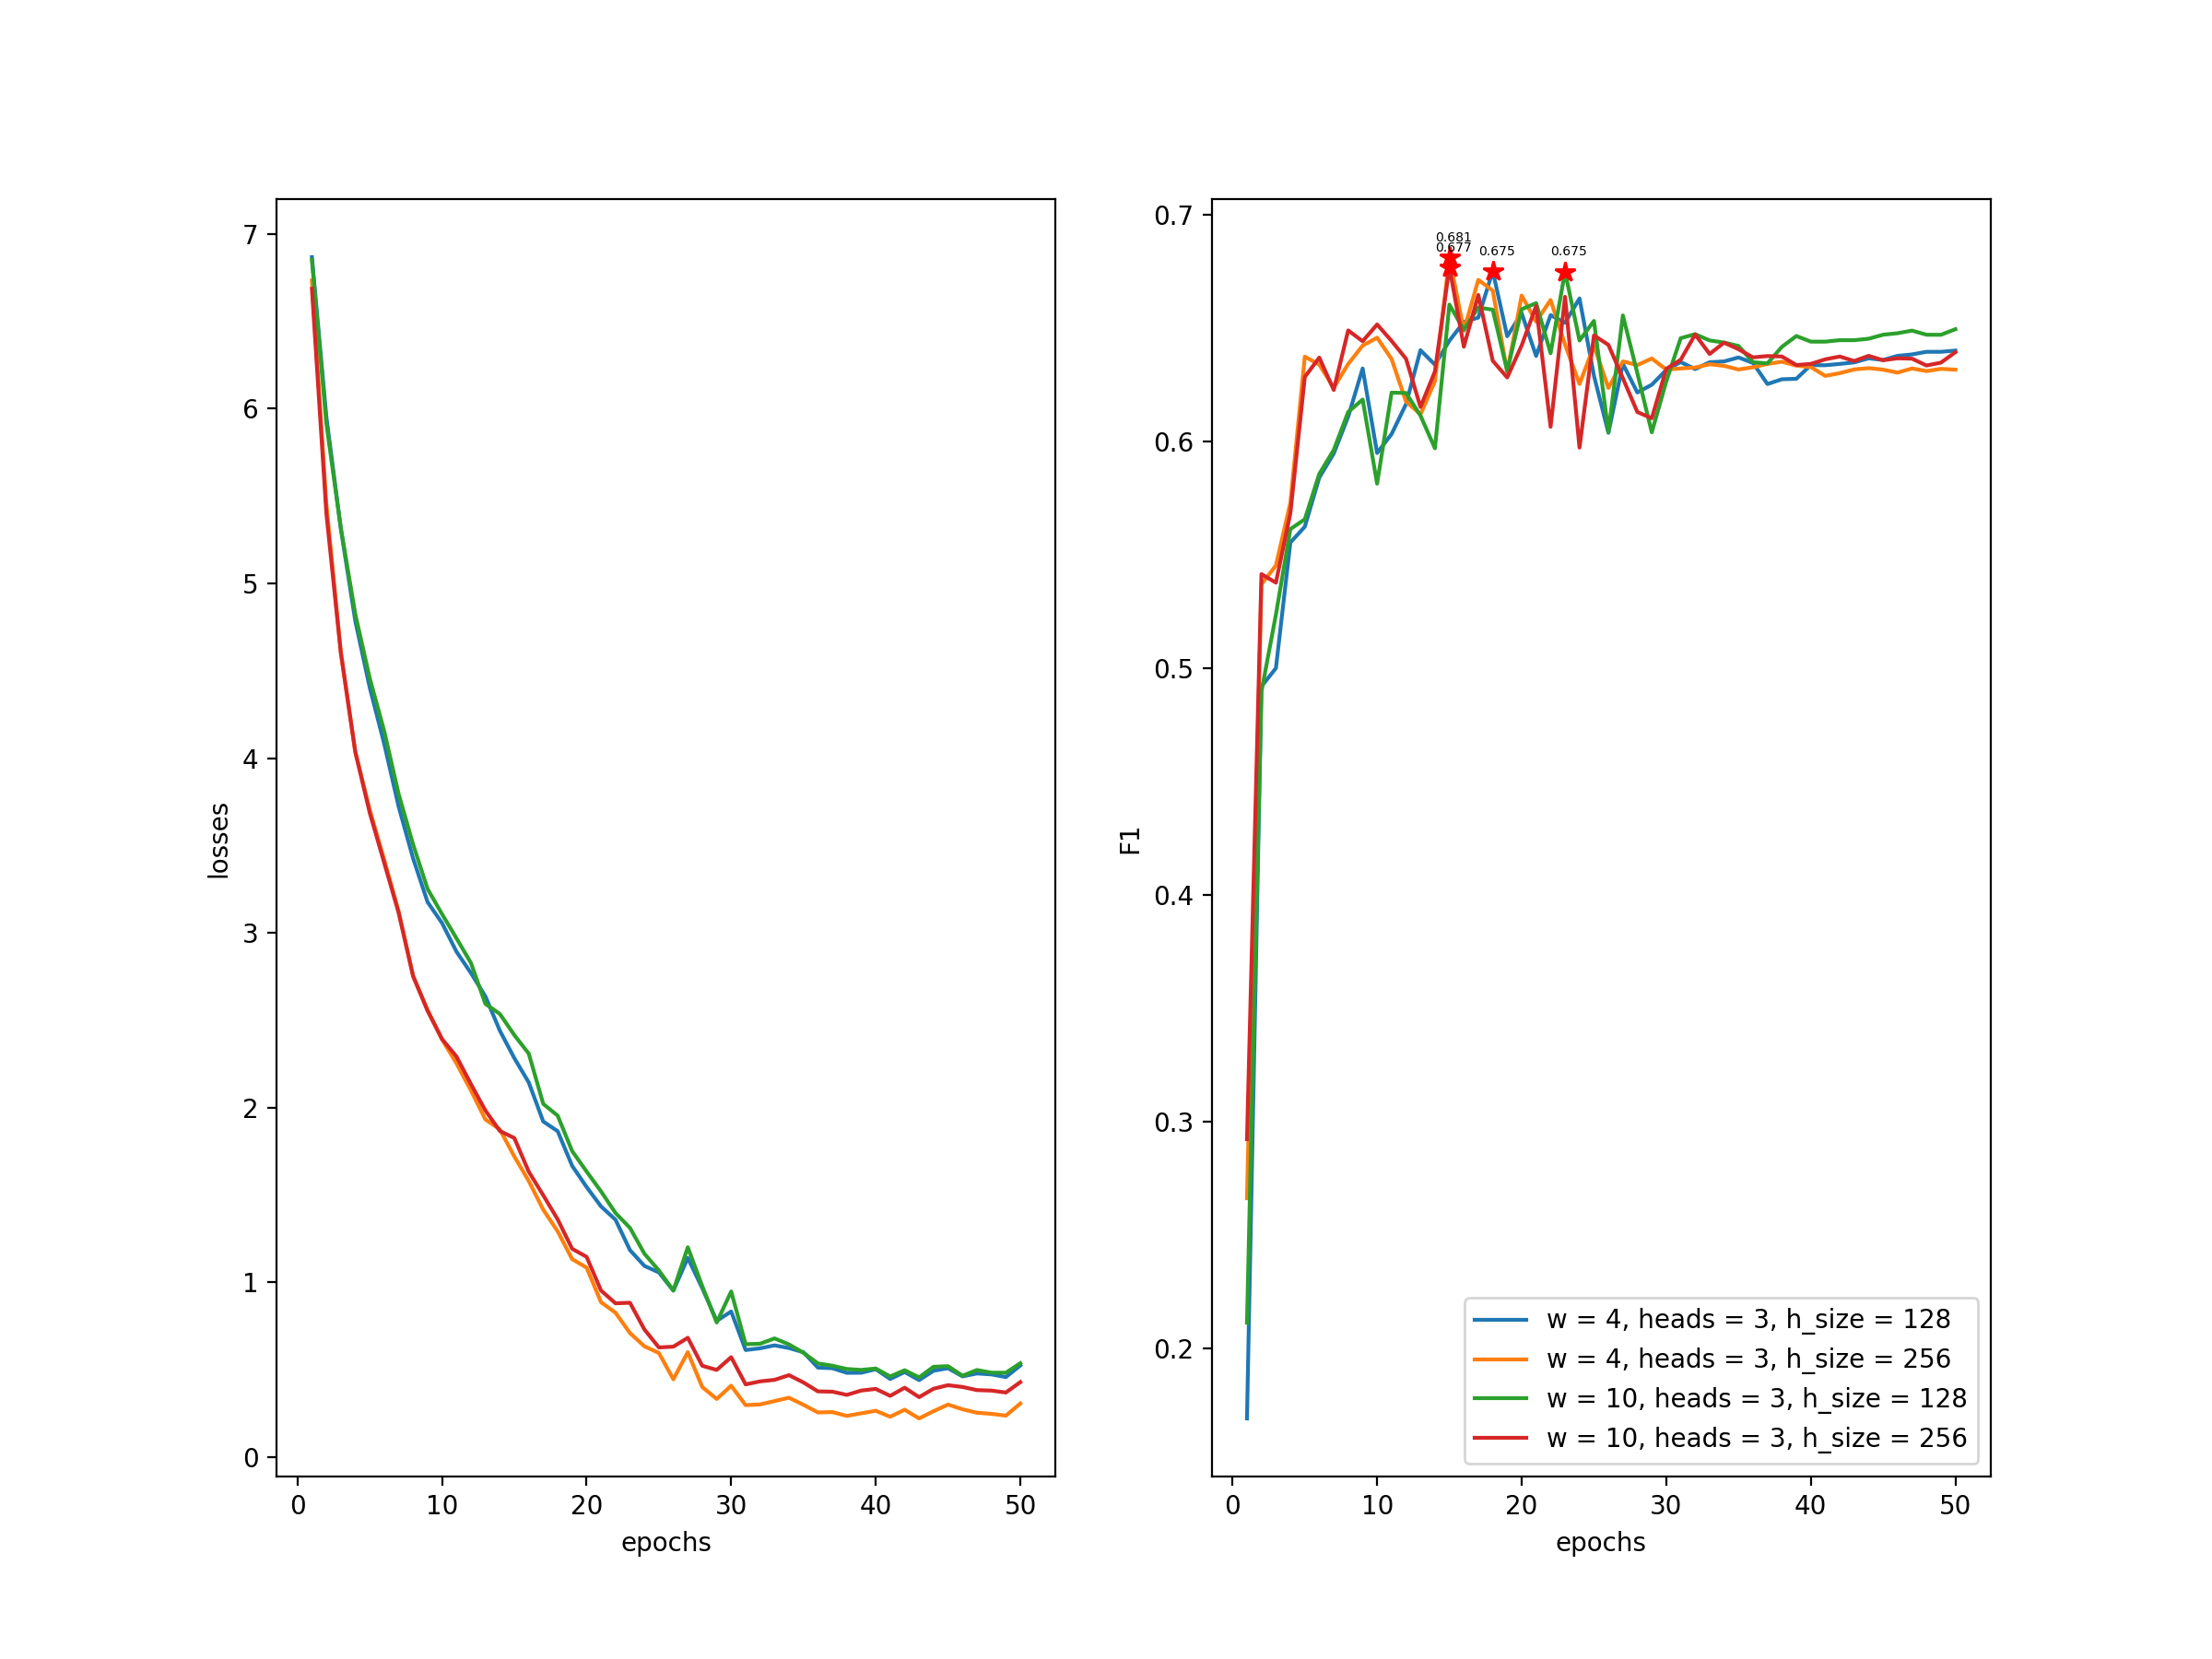 7
6
5
4
3
2
1
0
losses
0 10 20 30 40 50
epochs
0.7
0.6
0.5
0.4
0.3
0.2
F1
0.681
0.677
0.675
0.675
w = 4, heads = 3, h_size = 128
w = 4, heads = 3, h_size = 256
w = 10, heads = 3, h_size = 128
w = 10, heads = 3, h_size = 256
0 10 20 30 40 50
epochs